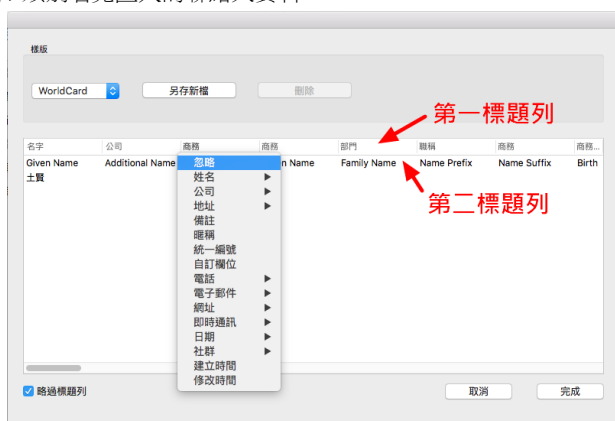 樣版
WorldCard
另存新檔
刪除
第一標題列
名字 公司 商務 商務 部門 職稱 商務 商務...
Given Name Additional Name n Name Family Name Name Prefix Name Suffix Birth
土賢
第二標題列
忽略
姓名
公司
地址
備註
暱稱
統一編號
自訂欄位
電話
電子郵件
網址
即時通訊
日期
社群
建立時間
修改時間
略過標題列
取消
完成